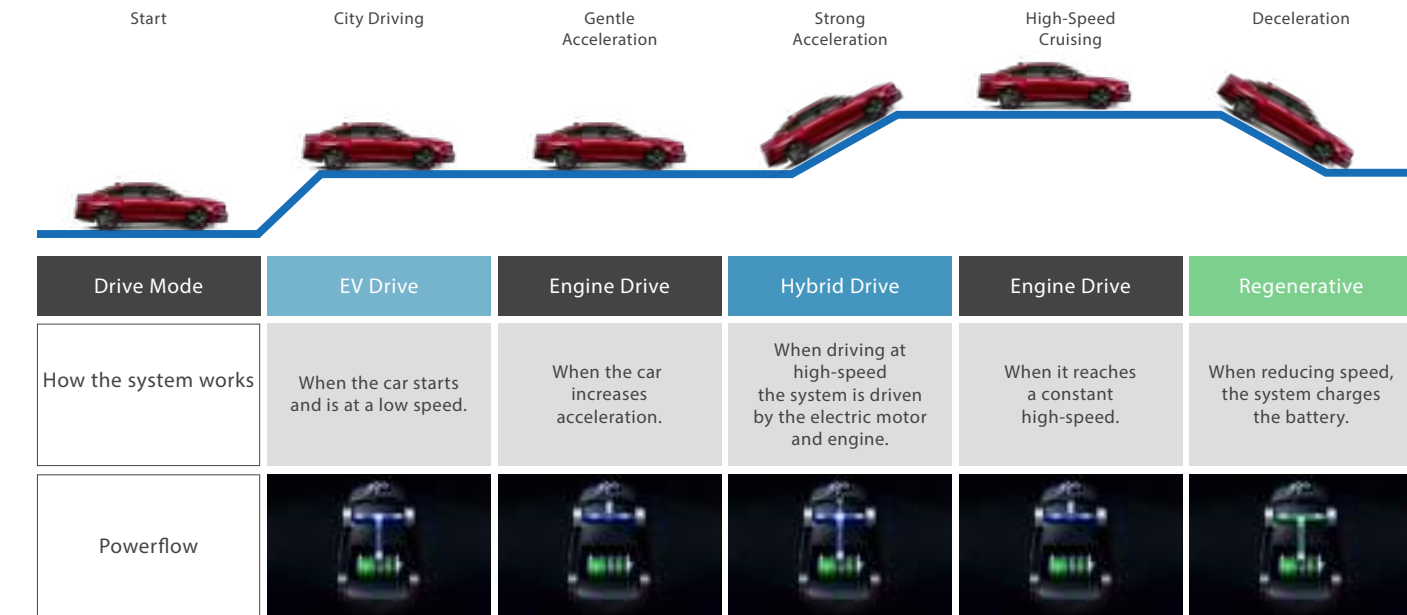 Start
City Driving
Gentle
Acceleration
Strong
Acceleration
High-Speed
Cruising
Deceleration
Drive Mode
EV Drive
Engine Drive
Hybrid Drive
Engine Drive
Regenerative
How the system works
When the car starts
and is at a low speed.
When the car
increases
acceleration.
When driving at
high-speed
the system is driven
by the electric motor
and engine.
When it reaches
a constant
high-speed.
When reducing speed,
the system charges
the battery.
Powerflow